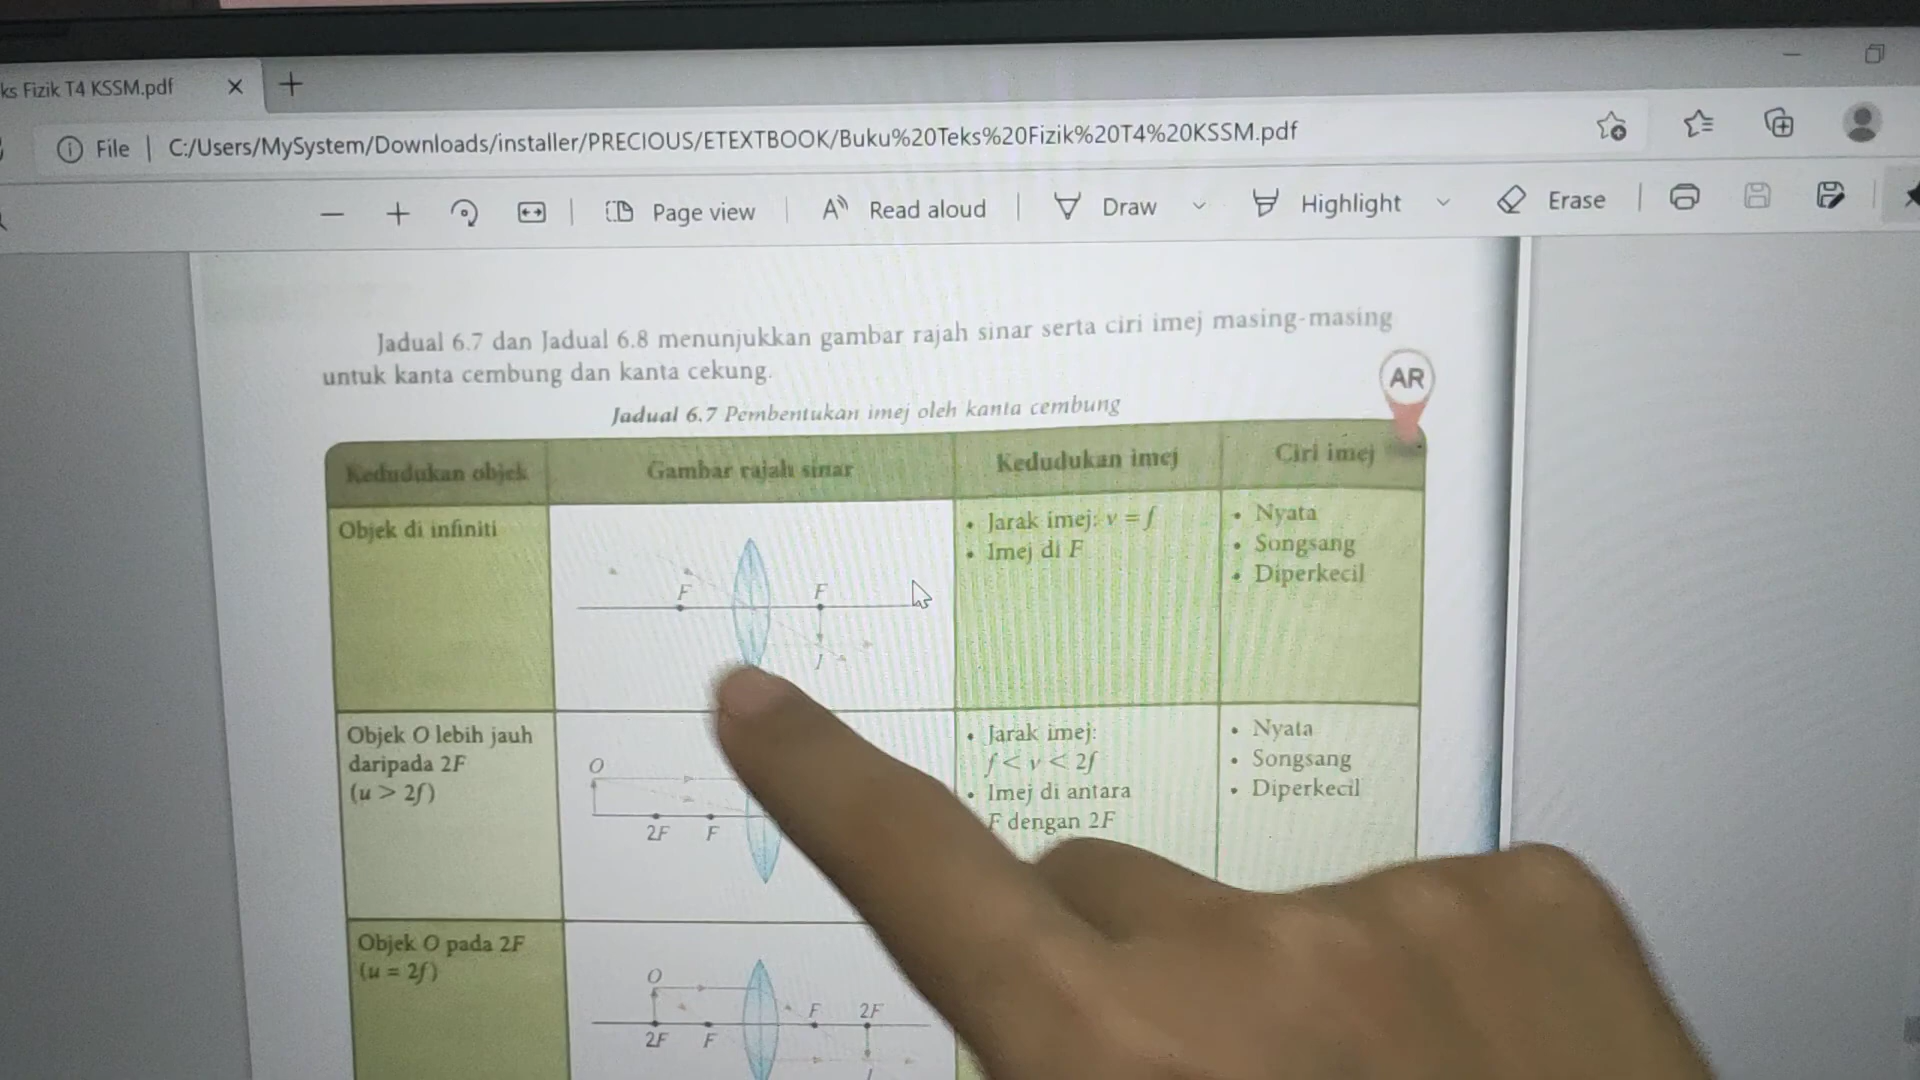 ks Fizik T4 KSSM.pdf
File | C:/Users/MySystem/Downloads/installer/PRECIOUS/ETEXTBOOK/Buku%20Teks%20Fizik%20T4%20KSSM.pdf
Page view
Read aloud
Draw
Highlight
Erase
Jadual 6.7 dan Jadual 6.8 menunjukkan gambar rajah sinar serta ciri imej masing-masing
untuk kanta cembung dan kanta cekung.
AR
Jadual 6.7 Pembentukan imej oleh kanta cembung
Kedudukan objek
Gambar rajah sinar
Kedudukan imej
Ciri imej
Objek di infiniti
F
F
I
• Jarak imej: v = f
• Imej di F
• Nyata
• Songsang
• Diperkecil
Objek O lebih jauh
daripada 2F
(u > 2f)
O
2F F
• Jarak imej:
f < v < 2f
• Imej di antara
F dengan 2F
• Nyata
• Songsang
• Diperkecil
Objek O pada 2F
(u = 2f)
O
F 2F
2F F
I